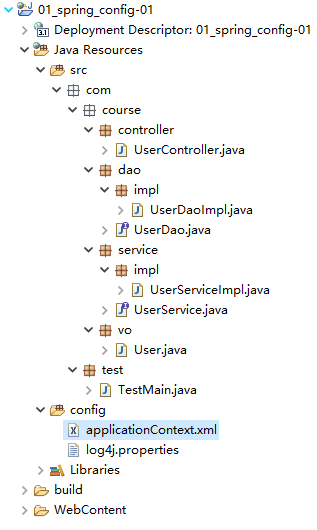 01_spring_config-01
Deployment Descriptor: 01_spring_config-01
Java Resources
src
com
course
controller
UserController.java
dao
impl
UserDaoImpl.java
UserDao.java
service
impl
UserServiceImpl.java
UserService.java
vo
User.java
test
TestMain.java
config
applicationContext.xml
log4j.properties
Libraries
build
WebContent